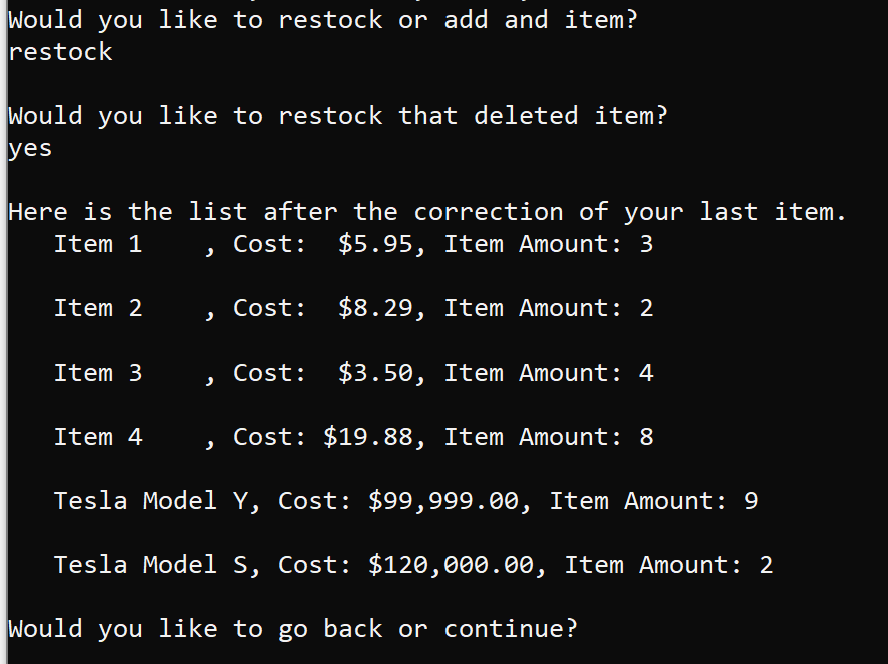 Would you like to restock or add and item?
restock
Would you like to restock that deleted item?
yes
Here is the list after the correction of your last item.
Item 1    , Cost:  $5.95, Item Amount: 3
Item 2    , Cost:  $8.29, Item Amount: 2
Item 3    , Cost:  $3.50, Item Amount: 4
Item 4    , Cost: $19.88, Item Amount: 8
Tesla Model Y, Cost: $99,999.00, Item Amount: 9
Tesla Model S, Cost: $120,000.00, Item Amount: 2
Would you like to go back or continue?